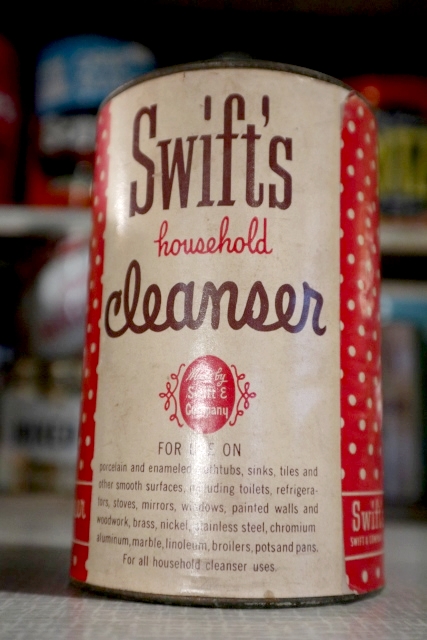 Swift's
household
cleanser
Made by
Swift &
Company
FOR USE ON
porcelain and enameled bathtubs, sinks, tiles and
other smooth surfaces, including toilets, refrigera-
tors, stoves, mirrors, windows, painted walls and
woodwork, brass, nickel, stainless steel, chromium
aluminum, marble, linoleum, broilers, pots and pans.
For all household cleanser uses.
Swif
SWIFT & COMPAN